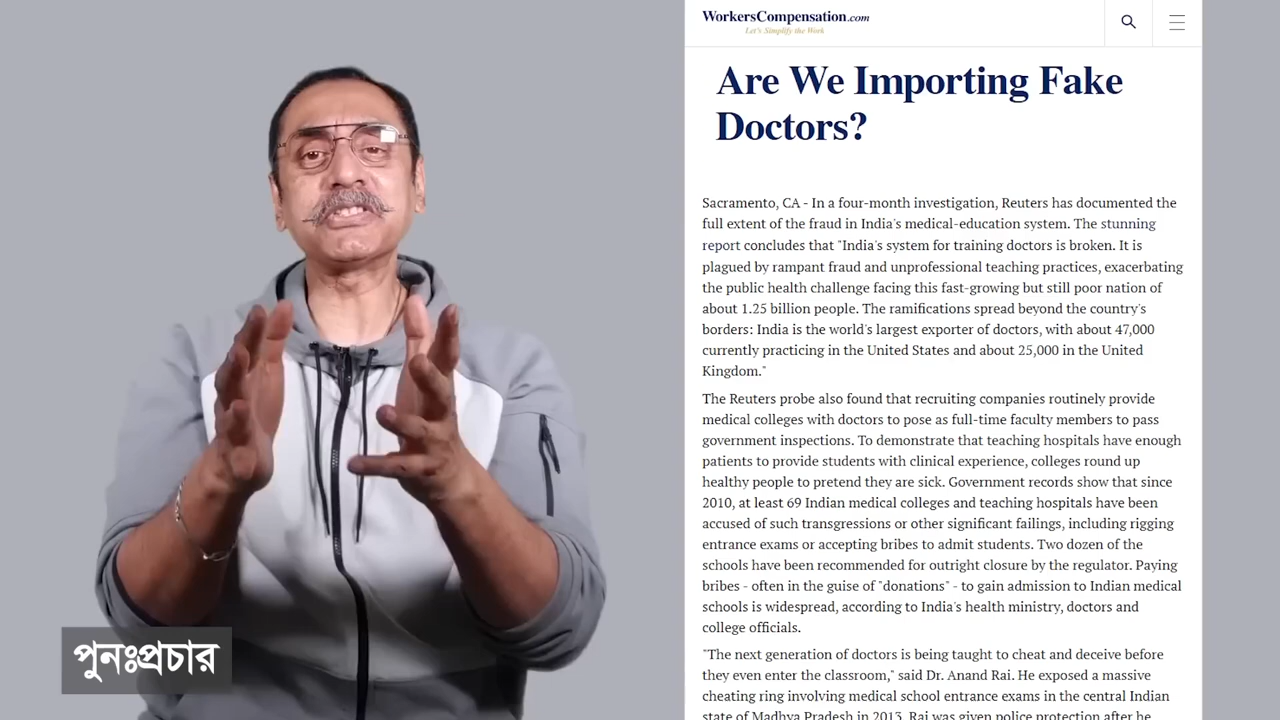 WorkersCompensation.com
Let's Simplify the Work
Are We Importing Fake
Doctors?
Sacramento, CA - In a four-month investigation, Reuters has documented the
full extent of the fraud in India's medical-education system. The stunning
report concludes that "India's system for training doctors is broken. It is
plagued by rampant fraud and unprofessional teaching practices, exacerbating
the public health challenge facing this fast-growing but still poor nation of
about 1.25 billion people. The ramifications spread beyond the country's
borders: India is the world's largest exporter of doctors, with about 47,000
currently practicing in the United States and about 25,000 in the United
Kingdom."
The Reuters probe also found that recruiting companies routinely provide
medical colleges with doctors to pose as full-time faculty members to pass
government inspections. To demonstrate that teaching hospitals have enough
patients to provide students with clinical experience, colleges round up
healthy people to pretend they are sick. Government records show that since
2010, at least 69 Indian medical colleges and teaching hospitals have been
accused of such transgressions or other significant failings, including rigging
entrance exams or accepting bribes to admit students. Two dozen of the
schools have been recommended for outright closure by the regulator. Paying
bribes - often in the guise of "donations" - to gain admission to Indian medical
schools is widespread, according to India's health ministry, doctors and
college officials.
"The next generation of doctors is being taught to cheat and deceive before
they even enter the classroom," said Dr. Anand Rai. He exposed a massive
cheating ring involving medical school entrance exams in the central Indian
state of Madhya Pradesh in 2013. Rai was given police protection after he
পুনঃপ্রচার